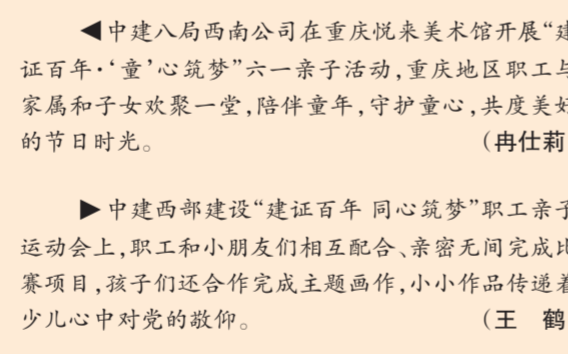 ◀中建八局西南公司在重庆悦来美术馆开展“建
证百年·‘童’心筑梦”六一亲子活动,重庆地区职工与
家属和子女欢聚一堂,陪伴童年,守护童心,共度美好
的节日时光。 (冉仕莉
▶中建西部建设“建证百年 同心筑梦”职工亲子
运动会上,职工和小朋友们相互配合、亲密无间完成比
赛项目,孩子们还合作完成主题画作,小小作品传递着
少儿心中对党的敬仰。 (王 鹤